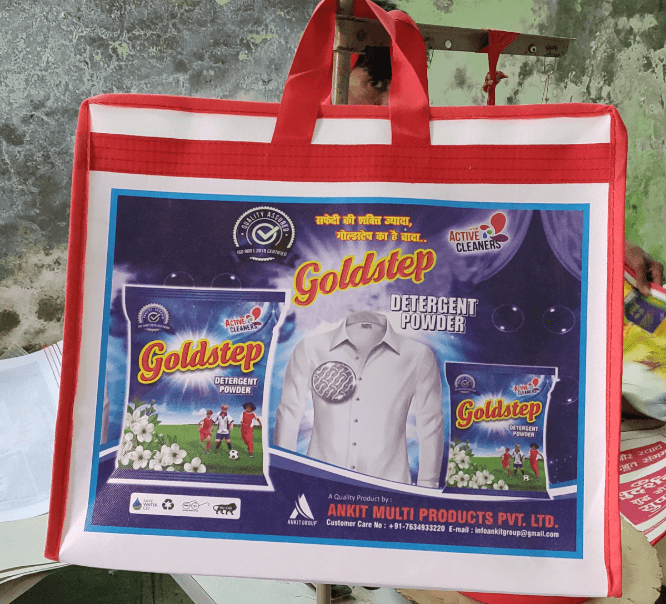 QUALITY ASSURED
ISO 9001:2015 CERTIFIED
सफेदी की शक्ति ज्यादा,
गोल्डस्टेप का है वादा..
ACTIVE
CLEANERS
Goldstep
DETERGENT
POWDER
ACTIVE
CLEANERS
Goldstep
DETERGENT
POWDER
ACTIVE
CLEANERS
Goldstep
DETERGENT
POWDER
SAVE
WATER
A Quality Product by :
ANKIT MULTI PRODUCTS PVT. LTD.
ANKIT GROUP
Customer Care No : +91-7634933220 E-mail : infoankitgroup@gmail.com